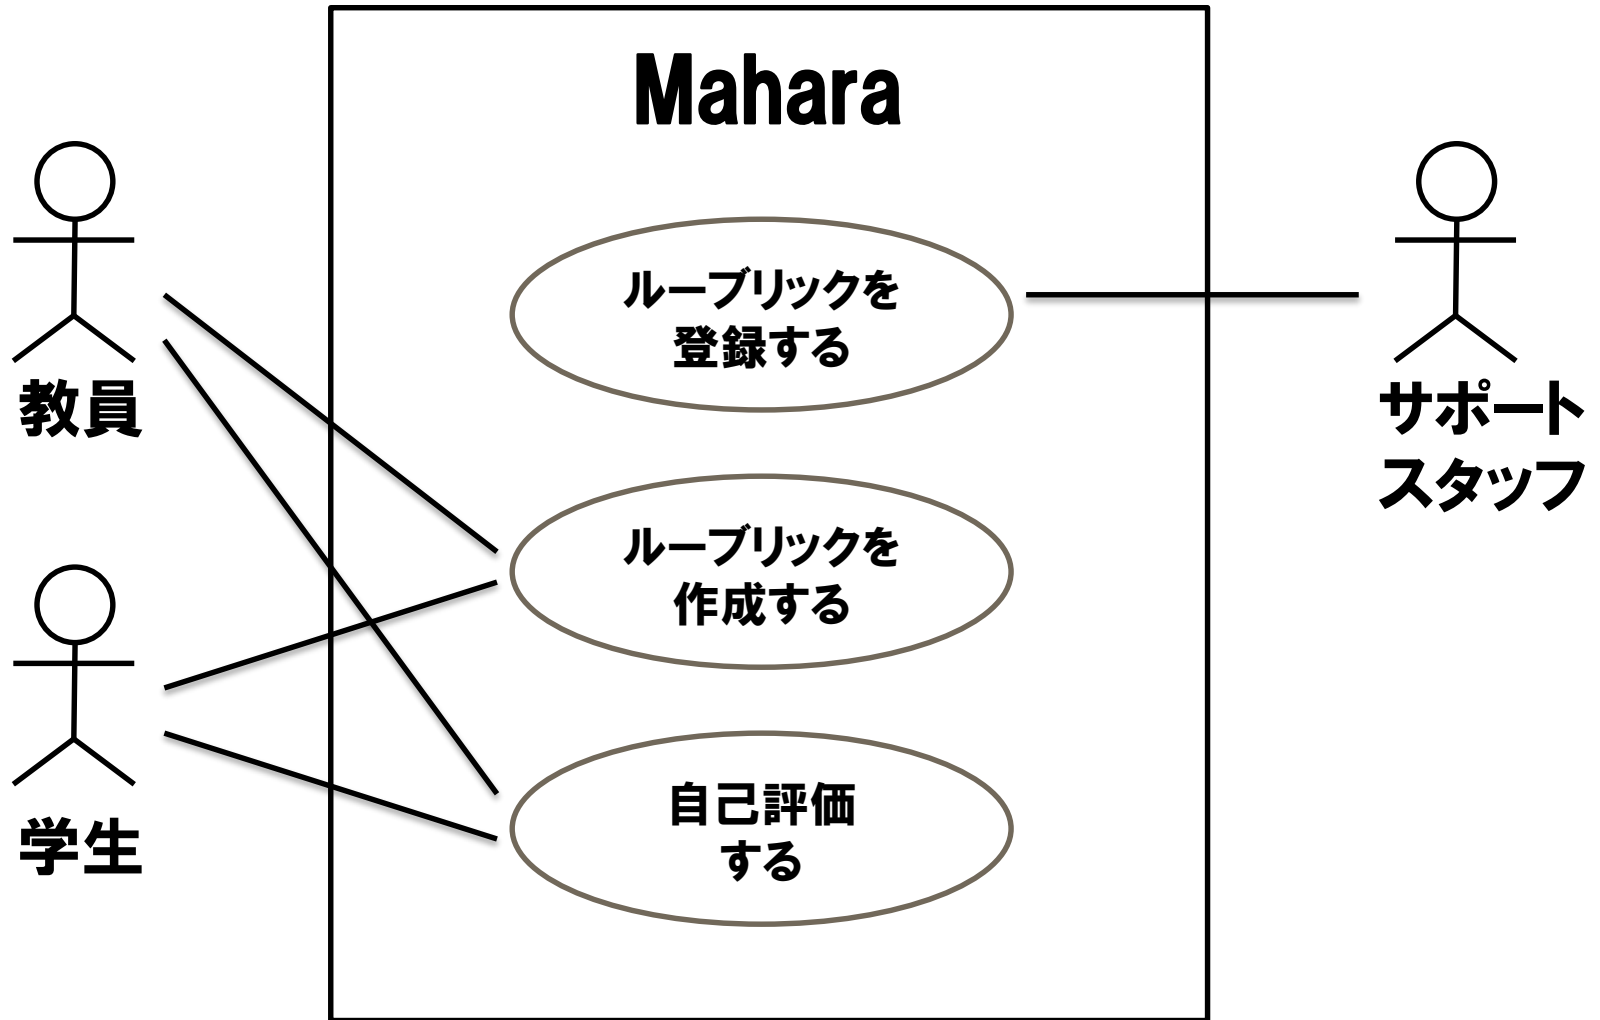 Mahara
ルーブリックを
登録する
教員
サポート
スタッフ
ルーブリックを
作成する
学生
自己評価
する